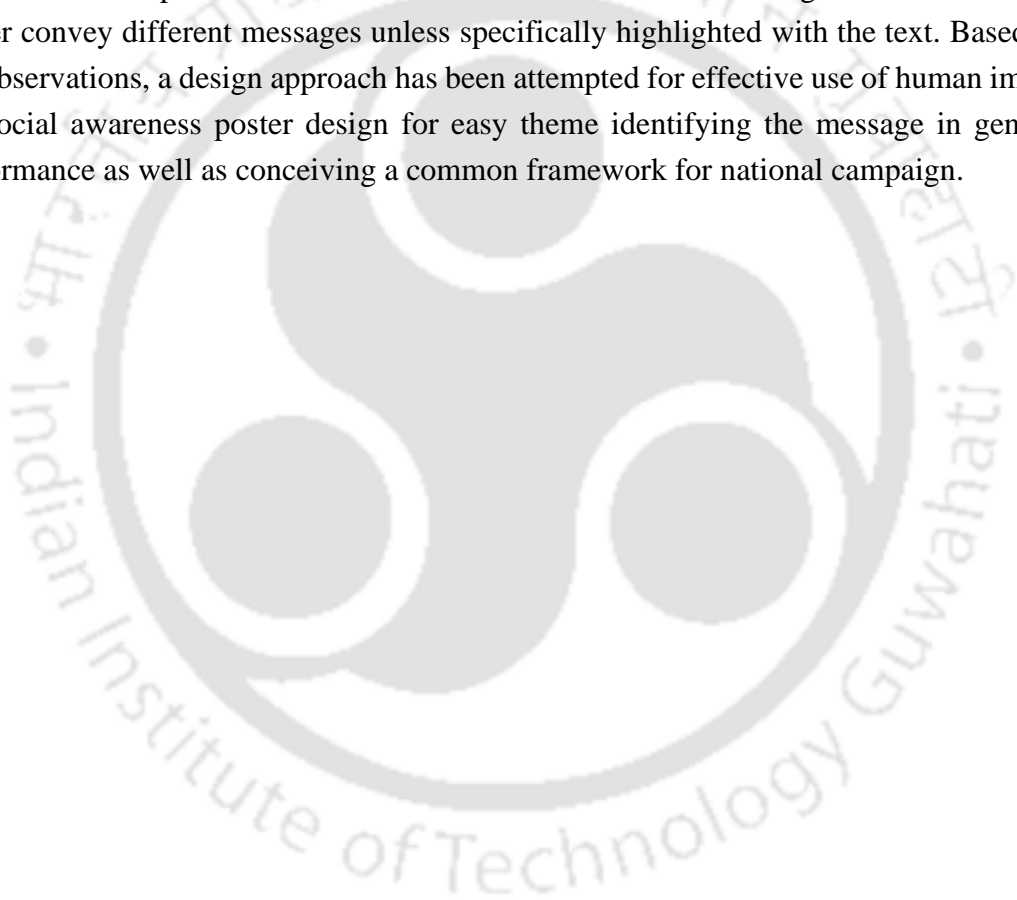 er convey different messages unless specifically highlighted with the text. Based
bservations, a design approach has been attempted for effective use of human im
ocial awareness poster design for easy theme identifying the message in gen
rmance as well as conceiving a common framework for national campaign.
Indian Institute of Technology Guwahati